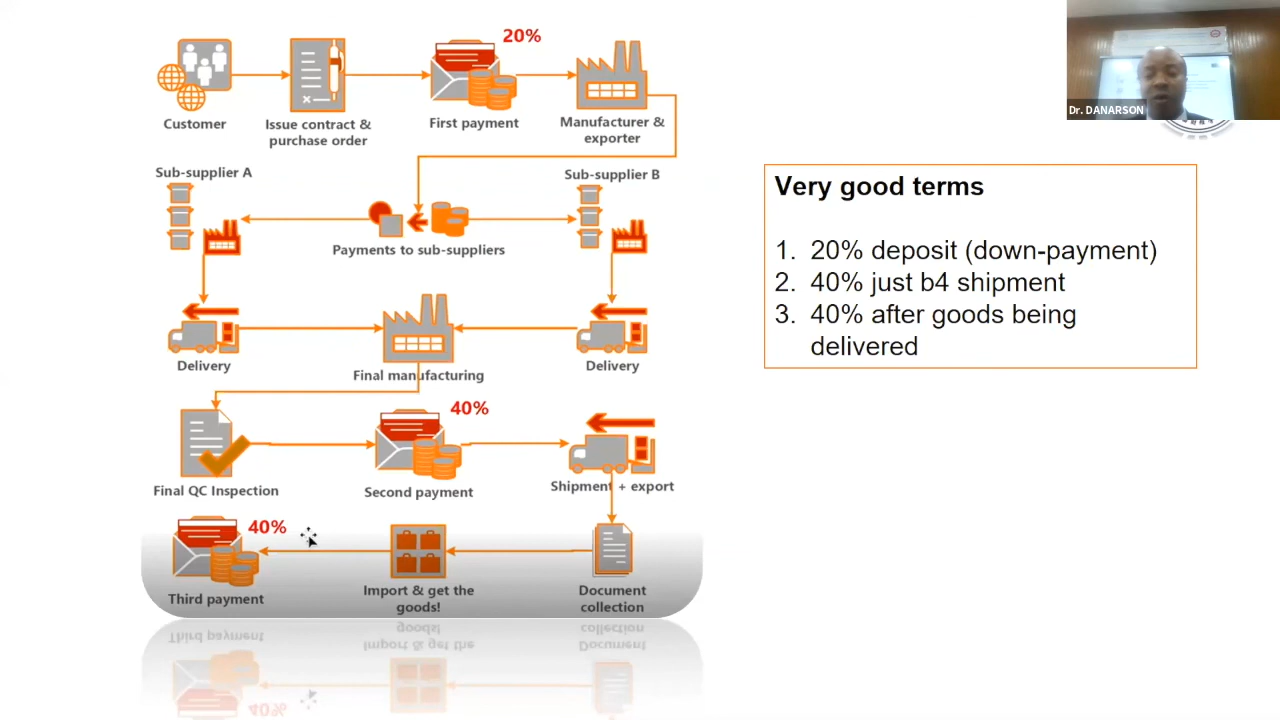 20%
Customer
Issue contract &
purchase order
First payment
Manufacturer &
exporter
Sub-supplier A
Sub-supplier B
Payments to sub-suppliers
Delivery
Final manufacturing
Delivery
40%
Final QC Inspection
Second payment
Shipment + export
40%
Third payment
Import & get the
goods!
Document
collection
Very good terms
1. 20% deposit (down-payment)
2. 40% just b4 shipment
3. 40% after goods being
delivered
Dr. DANARSON